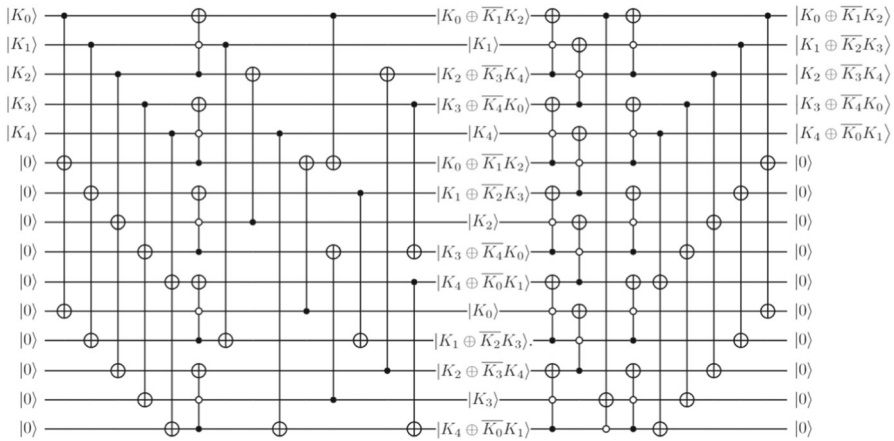 |K₀⟩ |K₀ ⊕ K̅₁K₂⟩ |K₀ ⊕ K̅₁K₂⟩
|K₁⟩ |K₁⟩ |K₁ ⊕ K̅₂K₃⟩
|K₂⟩ |K₂ ⊕ K̅₃K₄⟩ |K₂ ⊕ K̅₃K₄⟩
|K₃⟩ |K₃ ⊕ K̅₄K₀⟩ |K₃ ⊕ K̅₄K₀⟩
|K₄⟩ |K₄⟩ |K₄ ⊕ K̅₀K₁⟩
|0⟩ |K₀ ⊕ K̅₁K₂⟩ |0⟩
|0⟩ |K₁ ⊕ K̅₂K₃⟩ |0⟩
|0⟩ |K₂⟩ |0⟩
|0⟩ |K₃ ⊕ K̅₄K₀⟩ |0⟩
|0⟩ |K₄ ⊕ K̅₀K₁⟩ |0⟩
|0⟩ |K₀⟩ |0⟩
|0⟩ |K₁ ⊕ K̅₂K₃⟩. |0⟩
|0⟩ |K₂ ⊕ K̅₃K₄⟩ |0⟩
|0⟩ |K₃⟩ |0⟩
|0⟩ |K₄ ⊕ K̅₀K₁⟩ |0⟩